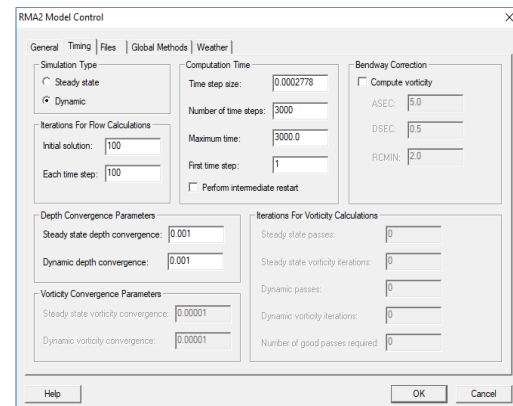 RMA2 Model Control
General Timing Files Global Methods Weather
Simulation Type
Steady state
Dynamic
Iterations For Flow Calculations
Initial solution: 100
Each time step: 100
Computation Time
Time step size: 0.0002778
Number of time steps: 3000
Maximum time: 3000.0
First time step: 1
Perform intermediate restart
Bendway Correction
Compute vorticity
ASEC: 5.0
DSEC: 0.5
RCMIN: 2.0
Depth Convergence Parameters
Steady state depth convergence: 0.001
Dynamic depth convergence: 0.001
Vorticity Convergence Parameters
Steady state vorticity convergence: 0.00001
Dynamic vorticity convergence: 0.00001
Iterations For Vorticity Calculations
Steady state passes: 0
Steady state vorticity iterations: 0
Dynamic passes: 0
Dynamic vorticity iterations: 0
Number of good passes required: 0
Help OK Cancel